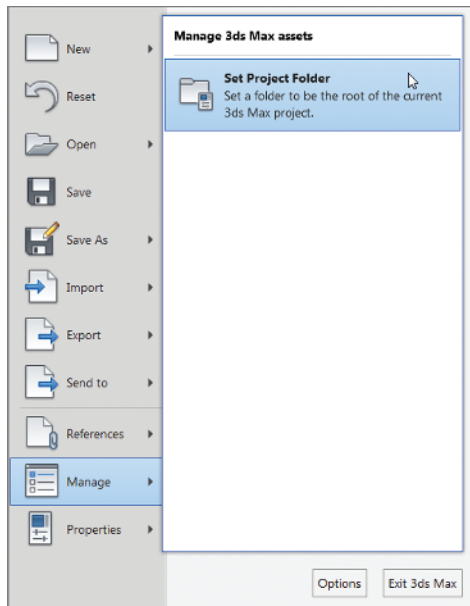 New
Reset
Open
Save
Save As
Import
Export
Send to
References
Manage
Properties
Manage 3ds Max assets
Set Project Folder
Set a folder to be the root of the current
3ds Max project.
Options
Exit 3ds Max